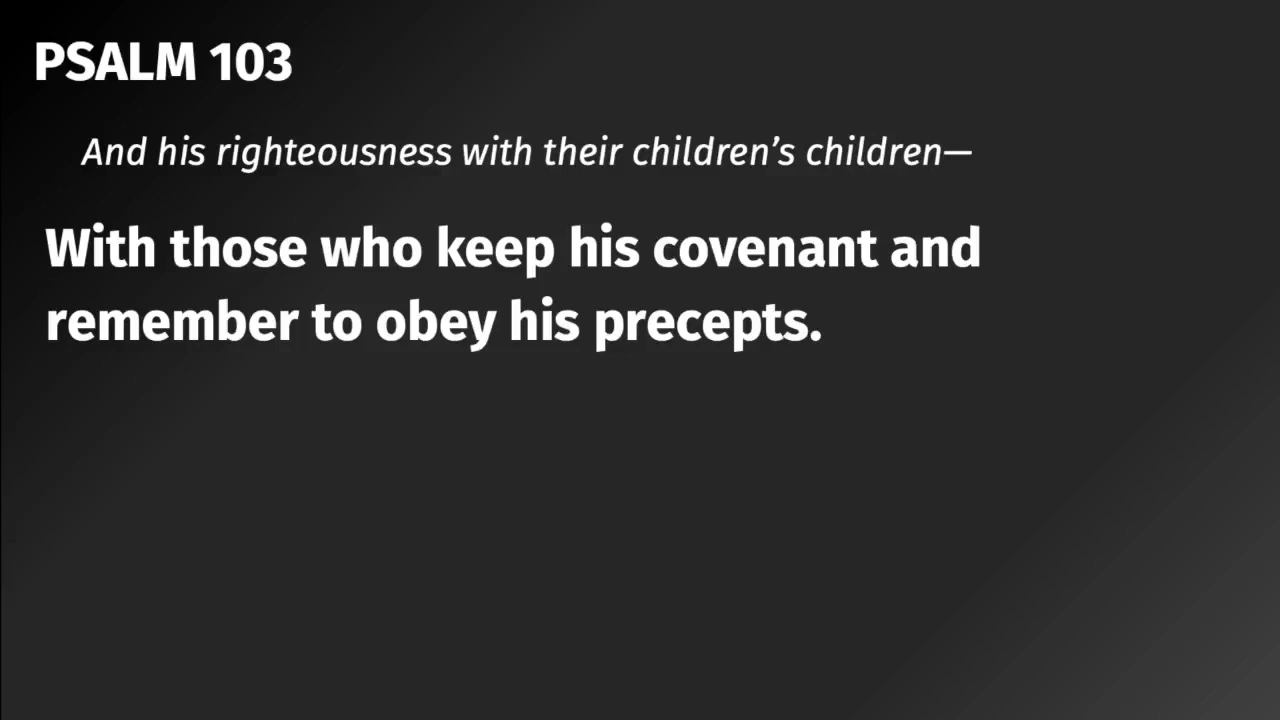 PSALM 103
And his righteousness with their children’s children—
With those who keep his covenant and
remember to obey his precepts.